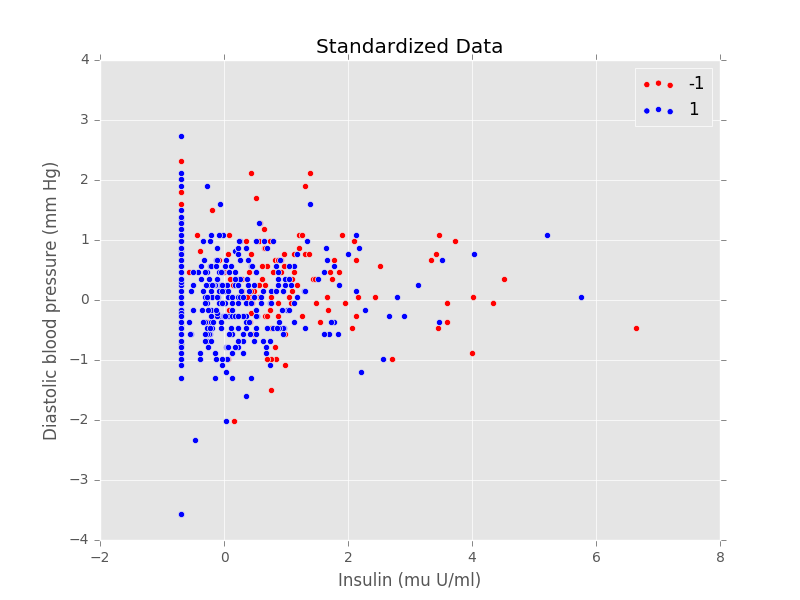 Standardized Data
-1
1
4
3
2
1
0
−1
−2
−3
−4
Diastolic blood pressure (mm Hg)
−2 0 2 4 6 8
Insulin (mu U/ml)